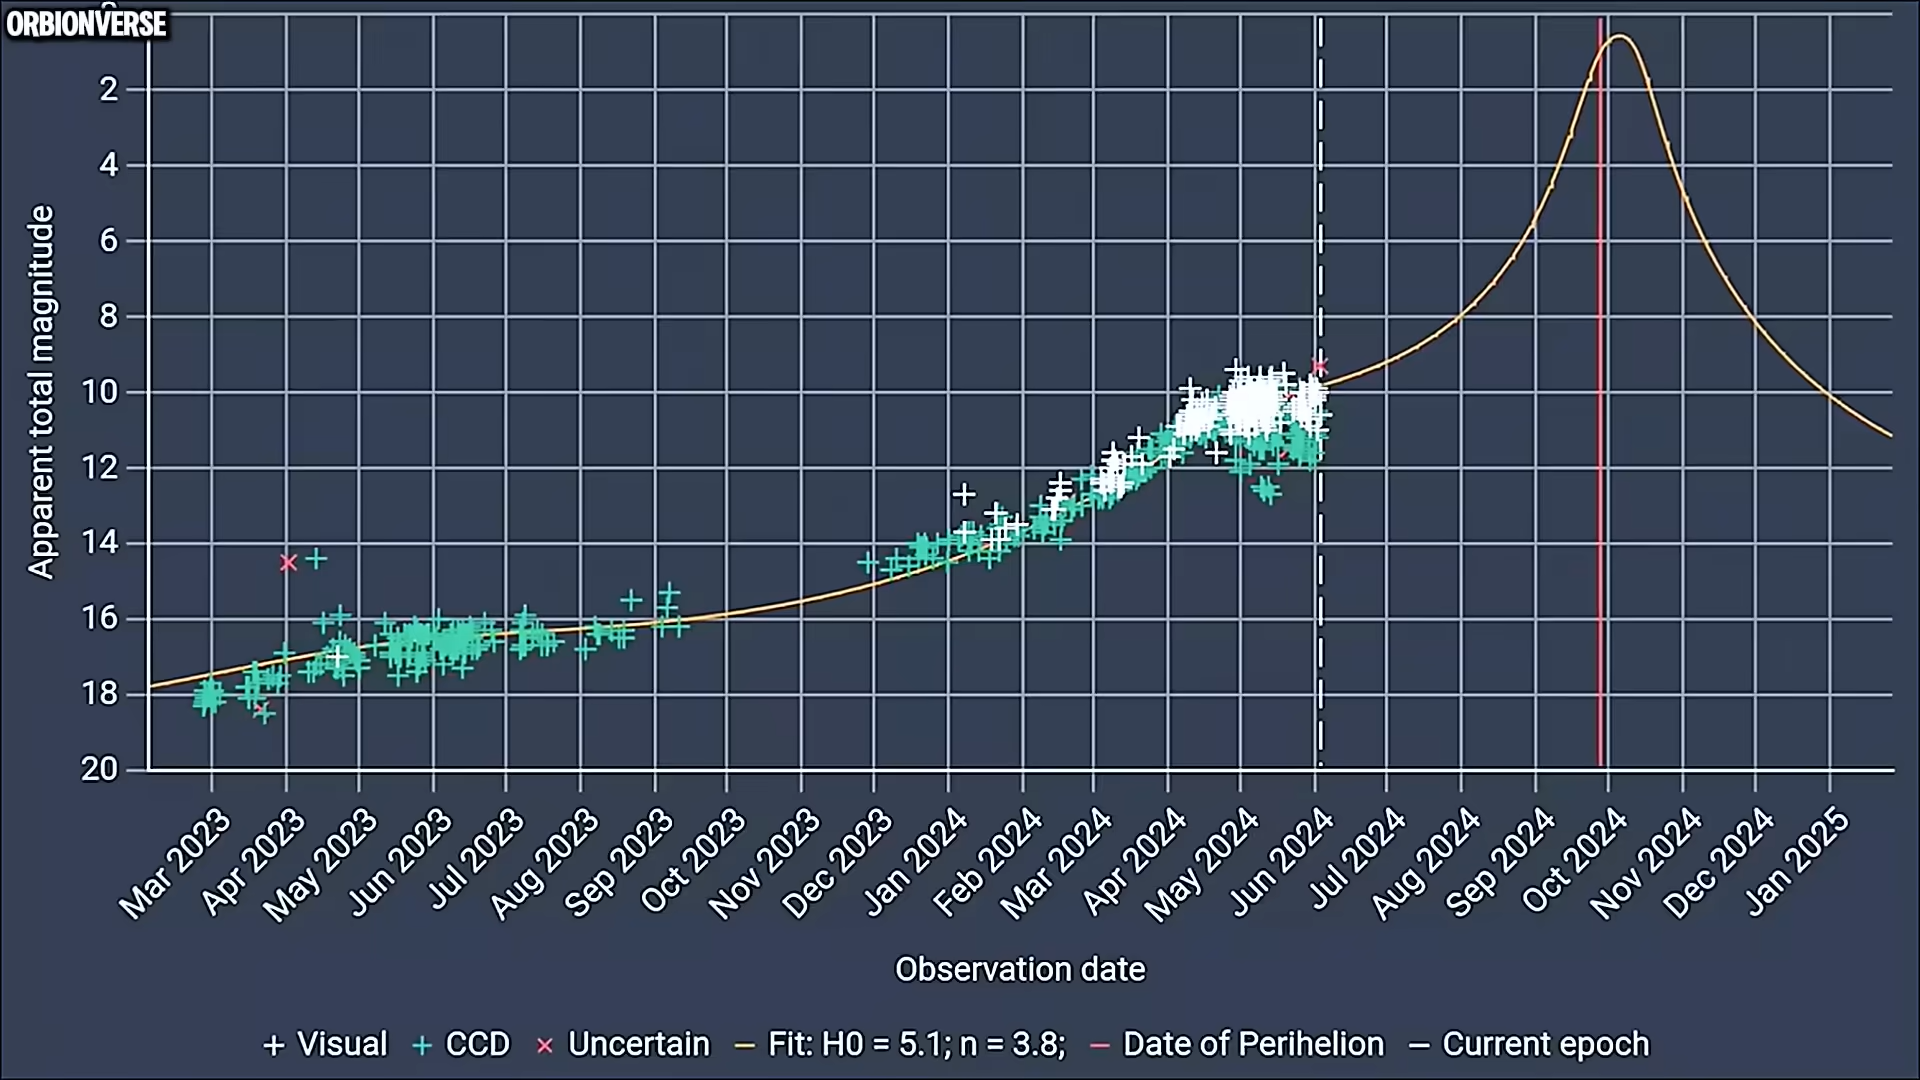 ORBIONVERSE
2
4
6
8
10
12
14
16
18
20
Apparent total magnitude
Mar 2023
Apr 2023
May 2023
Jun 2023
Jul 2023
Aug 2023
Sep 2023
Oct 2023
Nov 2023
Dec 2023
Jan 2024
Feb 2024
Mar 2024
Apr 2024
May 2024
Jun 2024
Jul 2024
Aug 2024
Sep 2024
Oct 2024
Nov 2024
Dec 2024
Jan 2025
Observation date
Visual CCD Uncertain Fit: H0 = 5.1; n = 3.8; Date of Perihelion Current epoch